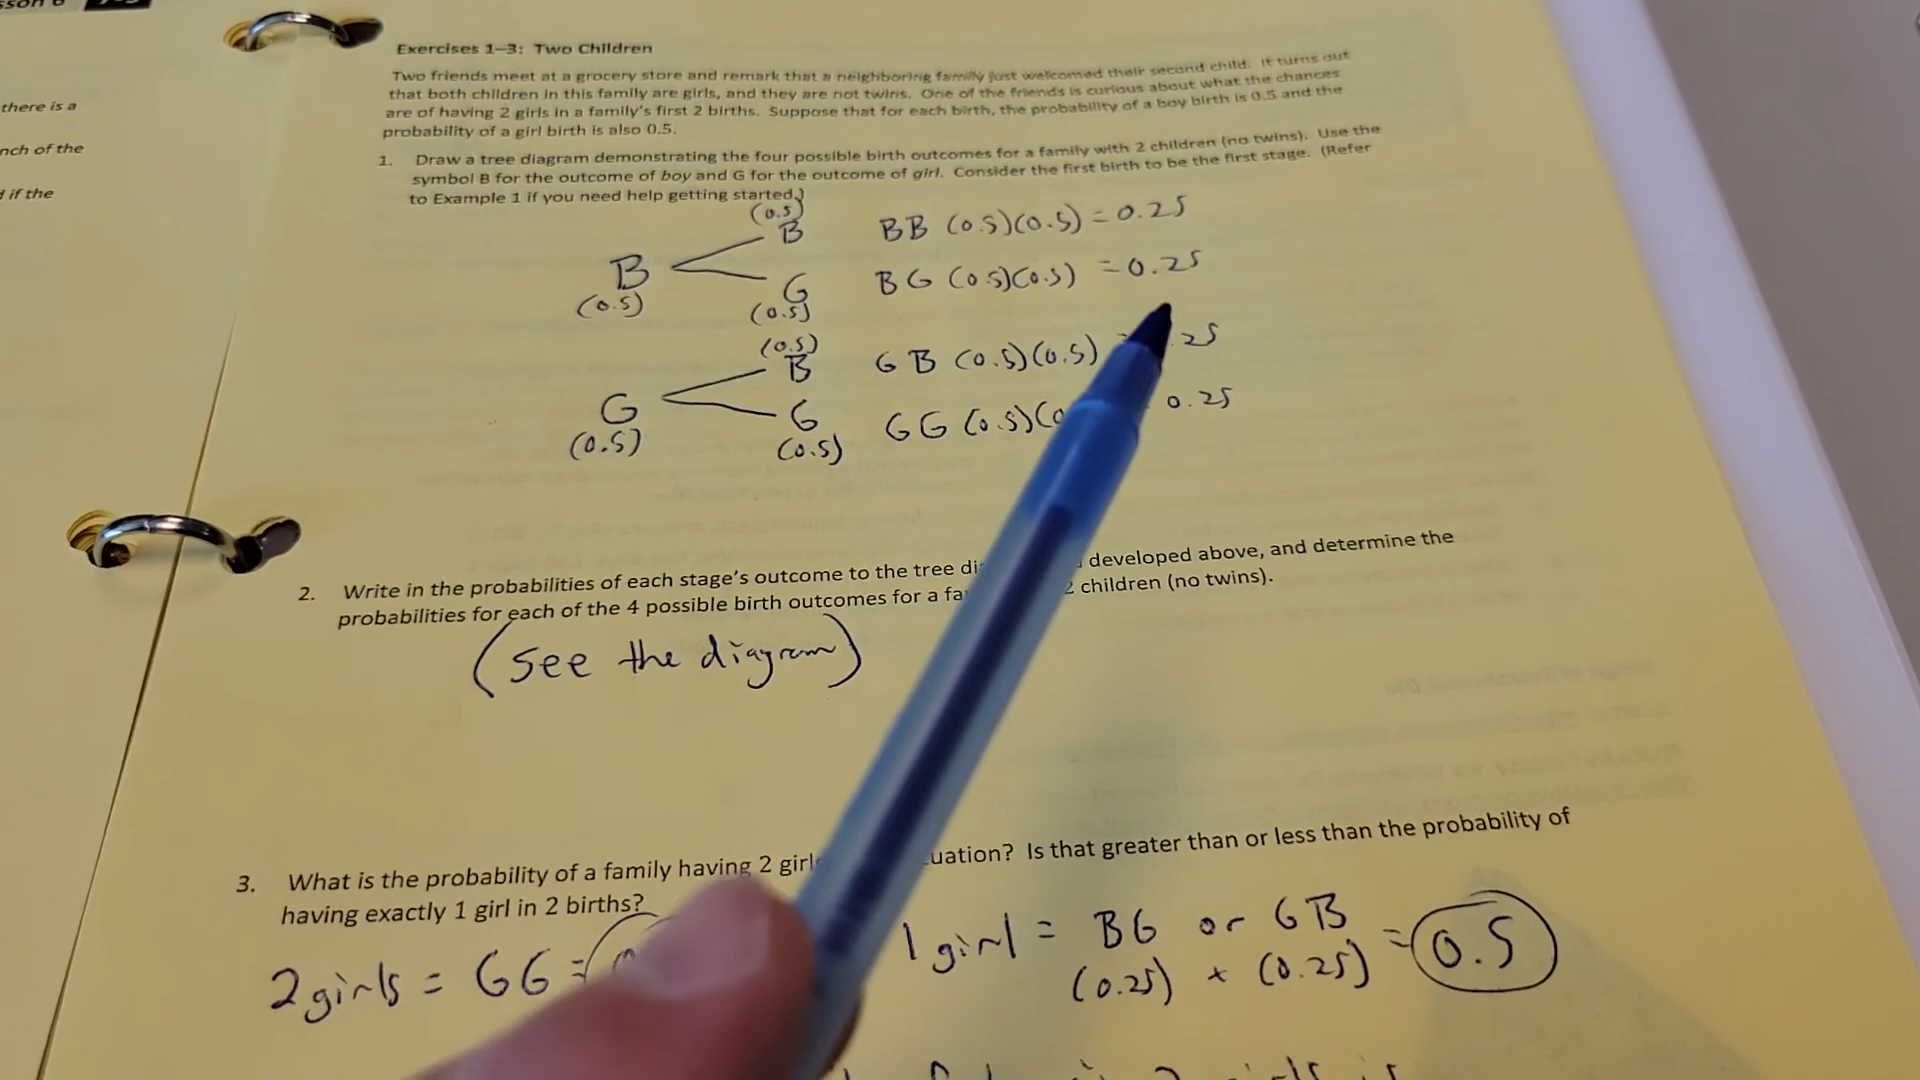 there is a
nch of the
if the
Exercises 1–3: Two Children
Two friends meet at a grocery store and remark that a neighboring family just welcomed their second child. It turns out
that both children in this family are girls, and they are not twins. One of the friends is curious about what the chances
are of having 2 girls in a family's first 2 births. Suppose that for each birth, the probability of a boy birth is 0.5 and the
probability of a girl birth is also 0.5.
1. Draw a tree diagram demonstrating the four possible birth outcomes for a family with 2 children (no twins). Use the
symbol B for the outcome of boy and G for the outcome of girl. Consider the first birth to be the first stage. (Refer
to Example 1 if you need help getting started.)
(0.5)
B BB (0.5)(0.5) = 0.25
B
(0.5)
G BG (0.5)(0.5) = 0.25
(0.5)
(0.5)
B GB (0.5)(0.5) 25
G
(0.5)
G GG (0.5)(0 0.25
(0.5)
2. Write in the probabilities of each stage's outcome to the tree di developed above, and determine the
probabilities for each of the 4 possible birth outcomes for a fa 2 children (no twins).
(See the diagram)
3. What is the probability of a family having 2 girls uation? Is that greater than or less than the probability of
having exactly 1 girl in 2 births?
2 girls = GG =
1 girl = BG or GB = 0.5
(0.25) + (0.25)